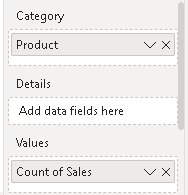 Category
Product
Details
Add data fields here
Values
Count of Sales